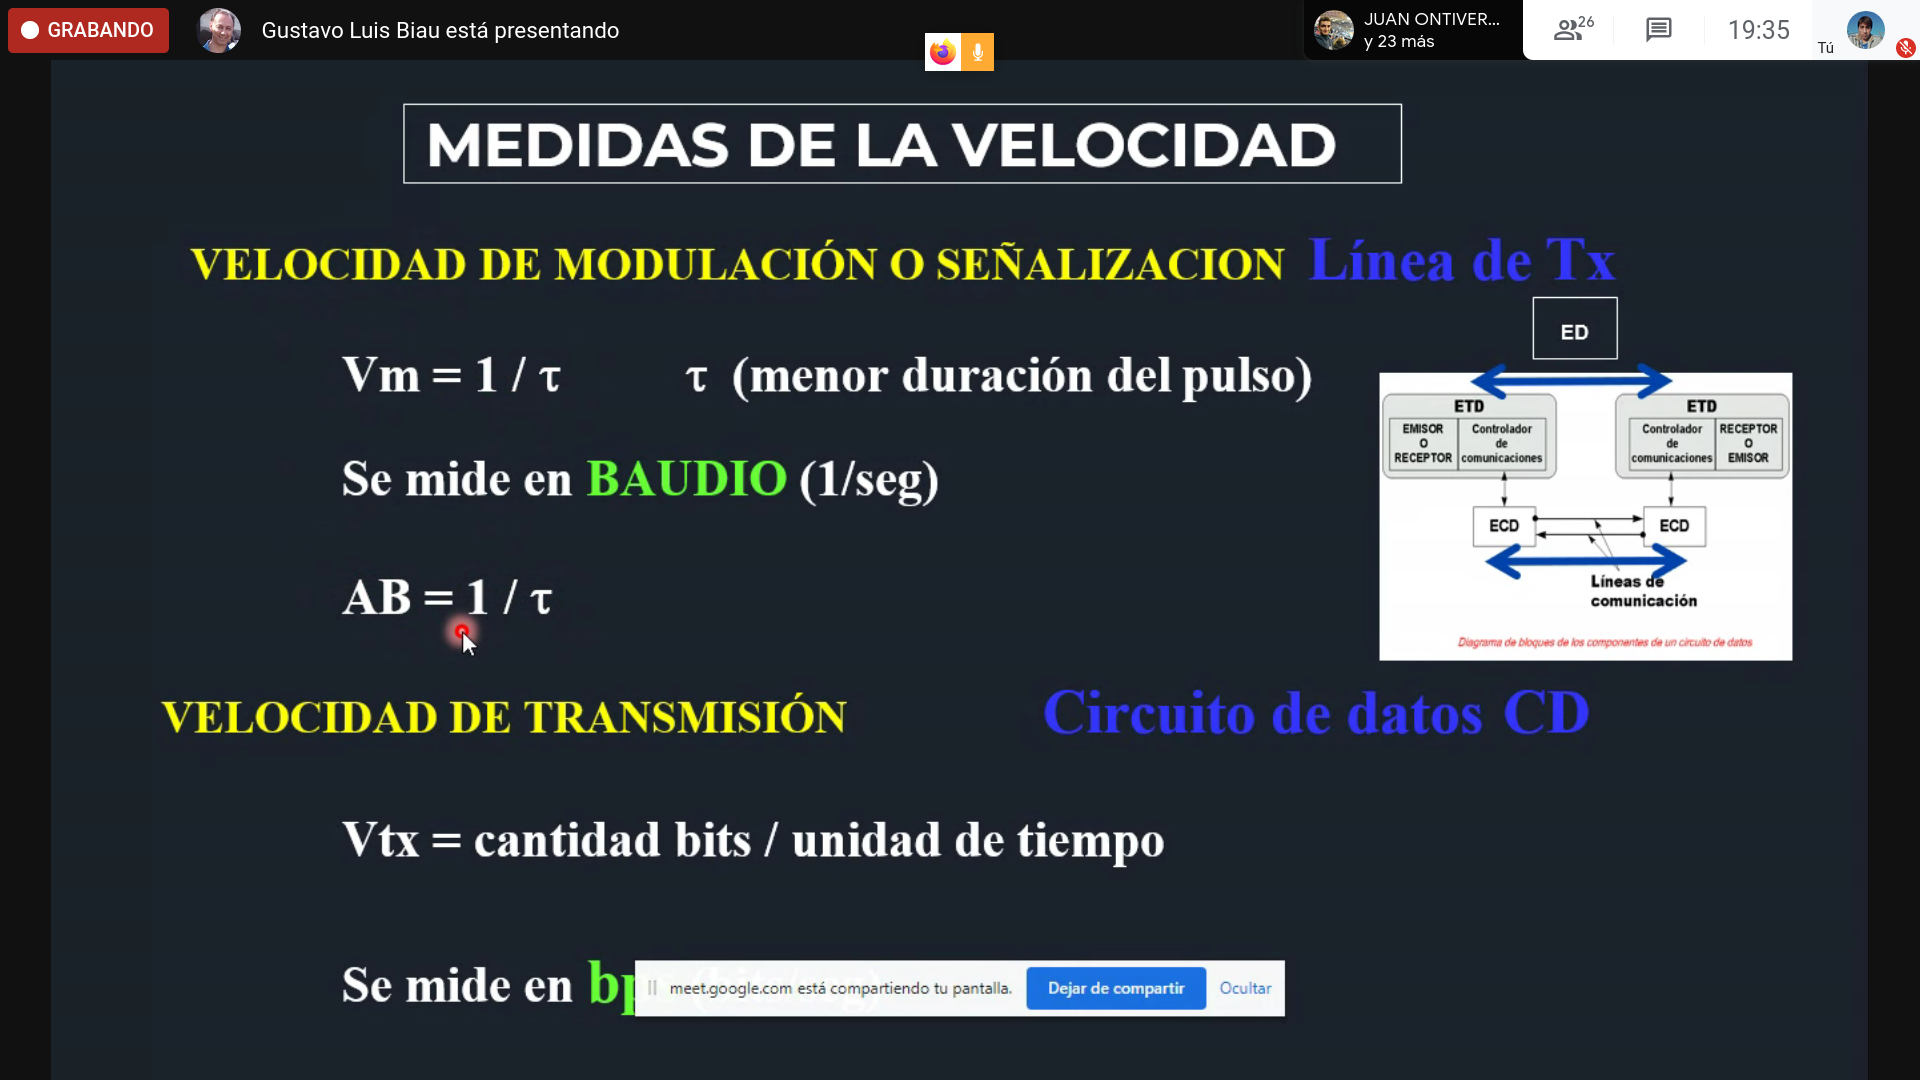 GRABANDO
Gustavo Luis Biau está presentando
JUAN ONTIVER...
y 23 más
26
19:35
Tú
MEDIDAS DE LA VELOCIDAD
VELOCIDAD DE MODULACIÓN O SEÑALIZACION Línea de Tx
ED
Vm = 1 / τ τ (menor duración del pulso)
Se mide en BAUDIO (1/seg)
AB = 1 / τ
ETD
EMISOR
O
RECEPTOR
Controlador
de
comunicaciones
ETD
Controlador
de
comunicaciones
RECEPTOR
O
EMISOR
ECD
ECD
Líneas de
comunicación
Diagrama de bloques de los componentes de un circuito de datos
VELOCIDAD DE TRANSMISIÓN Circuito de datos CD
Vtx = cantidad bits / unidad de tiempo
Se mide en bps (bits/seg)
meet.google.com está compartiendo tu pantalla.
Dejar de compartir
Ocultar